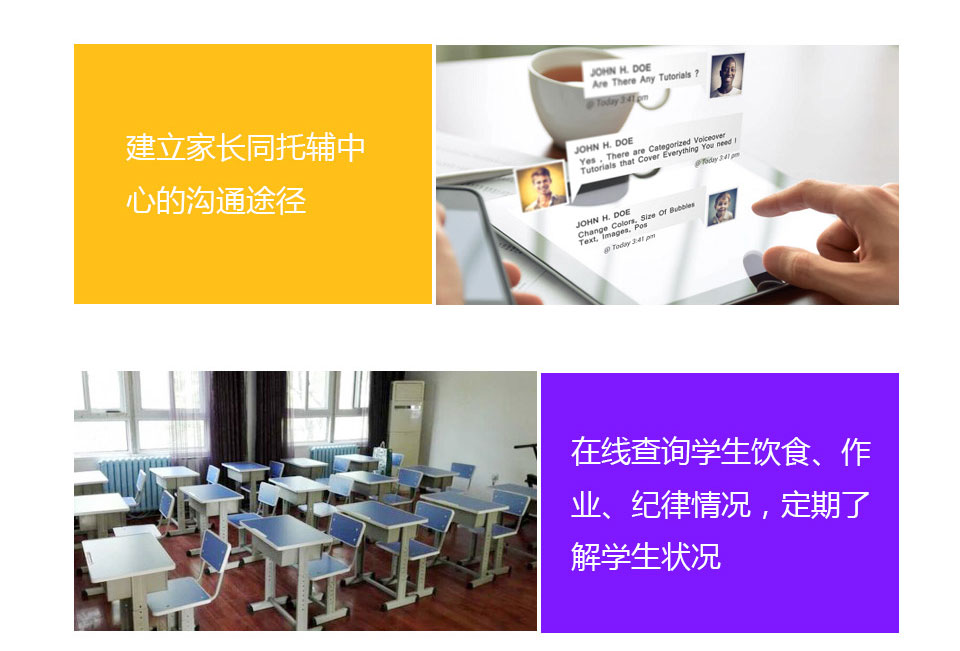 建立家长同托辅中
心的沟通途径
JOHN H. DOE
Are There Any Tutorials ?
@ Today 3:41 pm
JOHN H. DOE
Yes , There are Categorized Voiceover
Tutorials that Cover Everything You need !
@ Today 3:41 pm
JOHN H. DOE
Change Colors, Size Of Bubbles
Text, Images, Pos
@ Today 3:41 pm
在线查询学生饮食、作
业、纪律情况，定期了
解学生状况